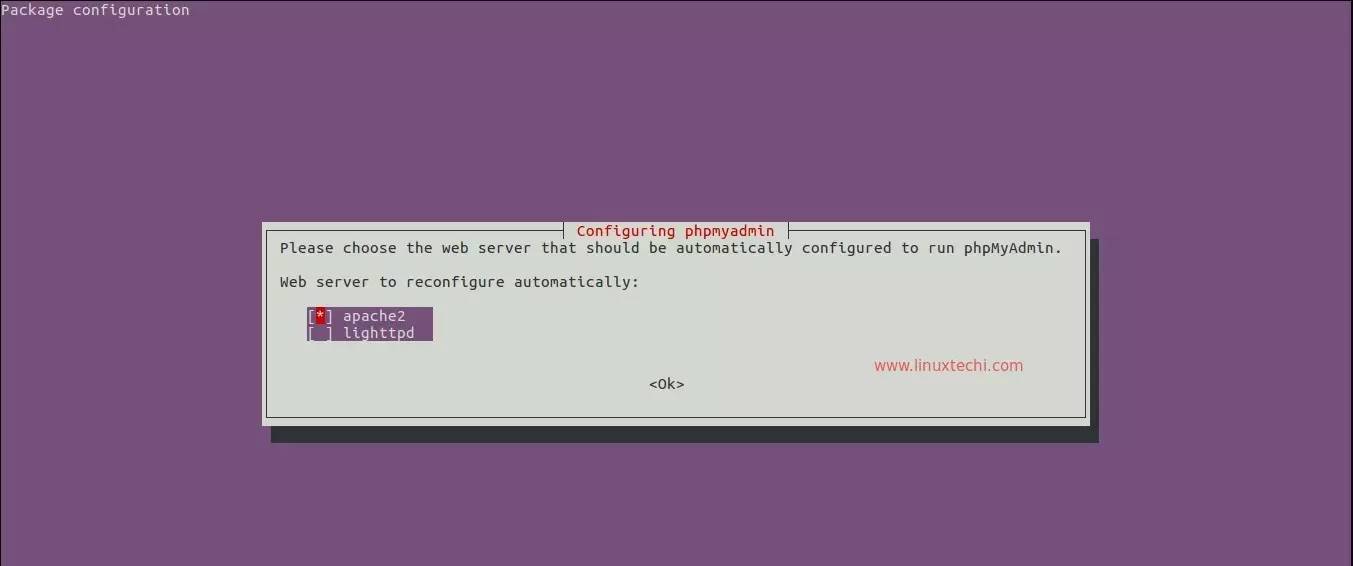 Package configuration
Configuring phpmyadmin
Please choose the web server that should be automatically configured to run phpMyAdmin.
Web server to reconfigure automatically:
[*] apache2
[ ] lighttpd
www.linuxtechi.com
<Ok>